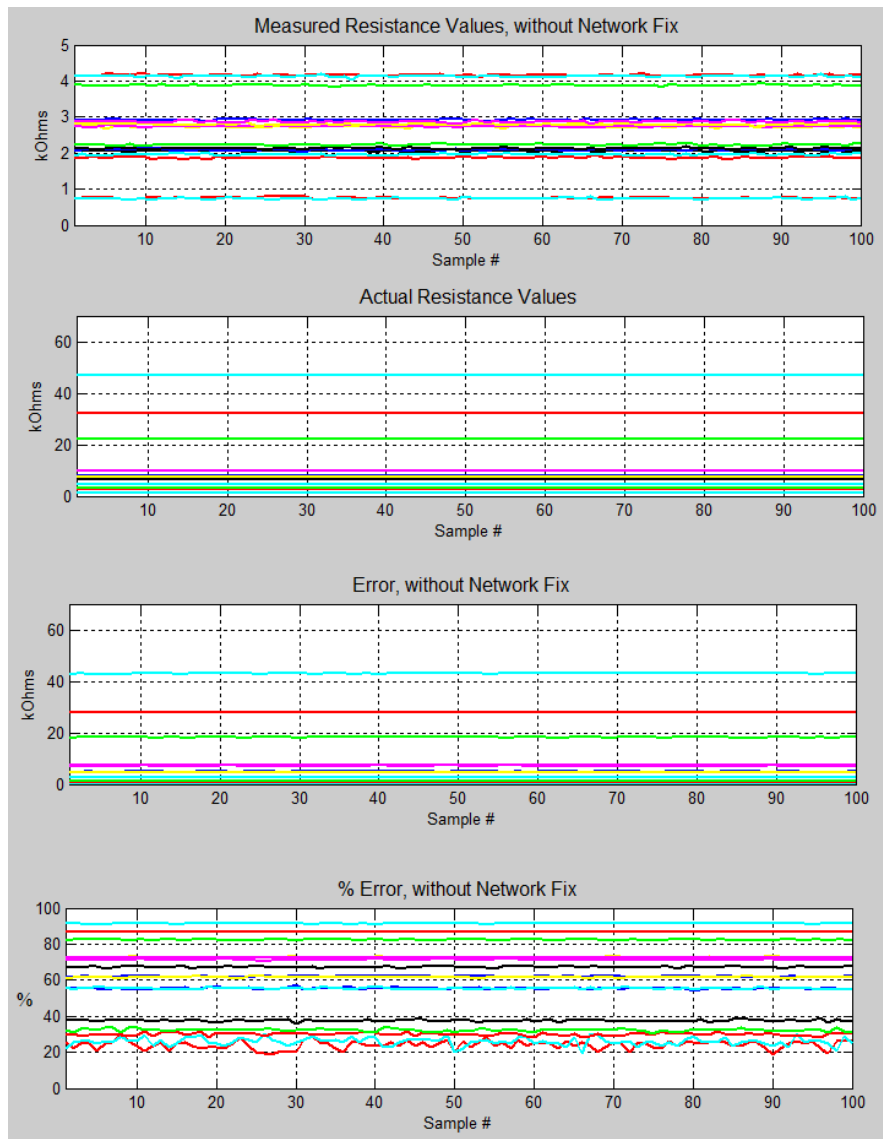 Measured Resistance Values, without Network Fix
5
4
3
2
1
0
kOhms
10 20 30 40 50 60 70 80 90 100
Sample #
Actual Resistance Values
60
40
20
0
kOhms
10 20 30 40 50 60 70 80 90 100
Sample #
Error, without Network Fix
60
40
20
0
kOhms
10 20 30 40 50 60 70 80 90 100
Sample #
% Error, without Network Fix
100
80
60
40
20
0
%
10 20 30 40 50 60 70 80 90 100
Sample #